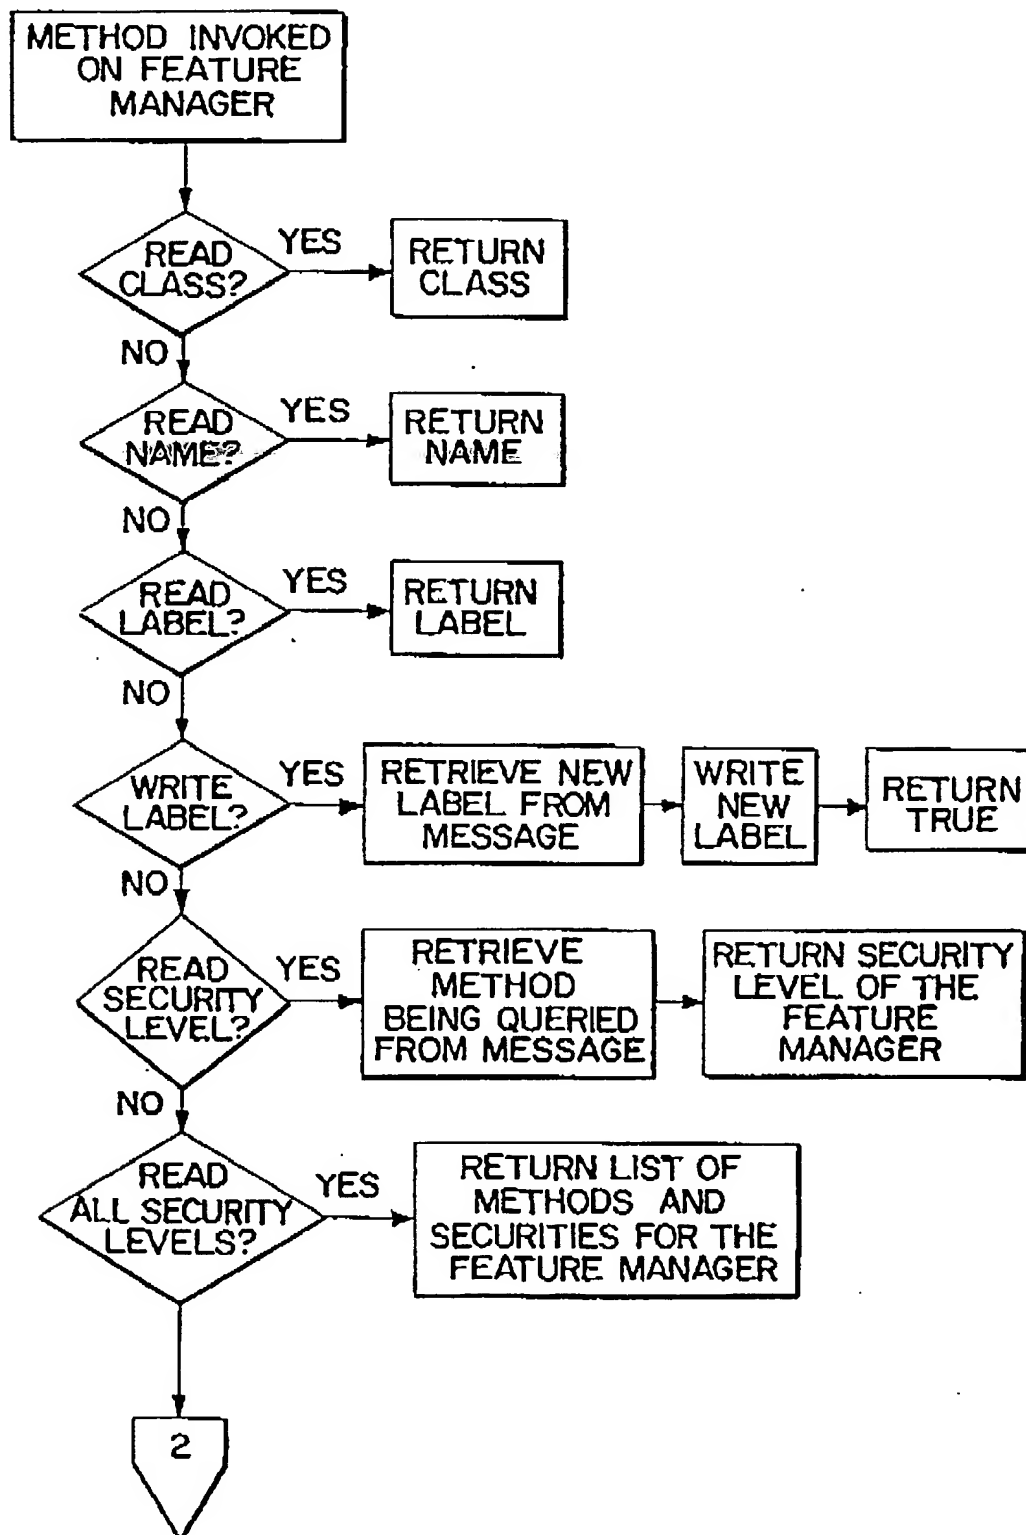 METHOD INVOKED
ON FEATURE
MANAGER
READ
CLASS?
YES
RETURN
CLASS
NO
READ
NAME?
YES
RETURN
NAME
NO
READ
LABEL?
YES
RETURN
LABEL
NO
WRITE
LABEL?
YES
RETRIEVE NEW
LABEL FROM
MESSAGE
WRITE
NEW
LABEL
RETURN
TRUE
NO
READ
SECURITY
LEVEL?
YES
RETRIEVE
METHOD
BEING QUERIED
FROM MESSAGE
RETURN SECURITY
LEVEL OF THE
FEATURE
MANAGER
NO
READ
ALL SECURITY
LEVELS?
YES
RETURN LIST OF
METHODS AND
SECURITIES FOR THE
FEATURE MANAGER
2